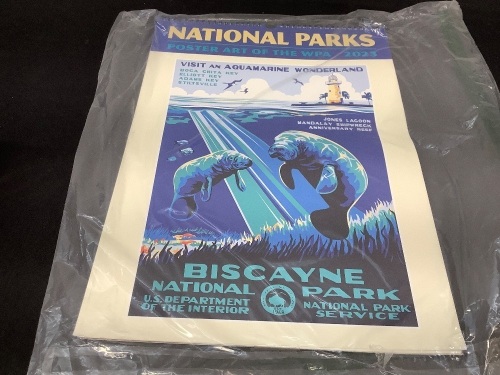 NATIONAL PARKS
POSTER ART OF THE WPA 2023
VISIT AN AQUAMARINE WONDERLAND
BOCA CHITA KEY
ELLIOTT KEY
ADAMS KEY
STILTSVILLE
JONES LAGOON
MANDALAY SHIPWRECK
ANNIVERSARY REEF
BISCAYNE
NATIONAL PARK
U.S. DEPARTMENT
OF THE INTERIOR
NATIONAL PARK
SERVICE